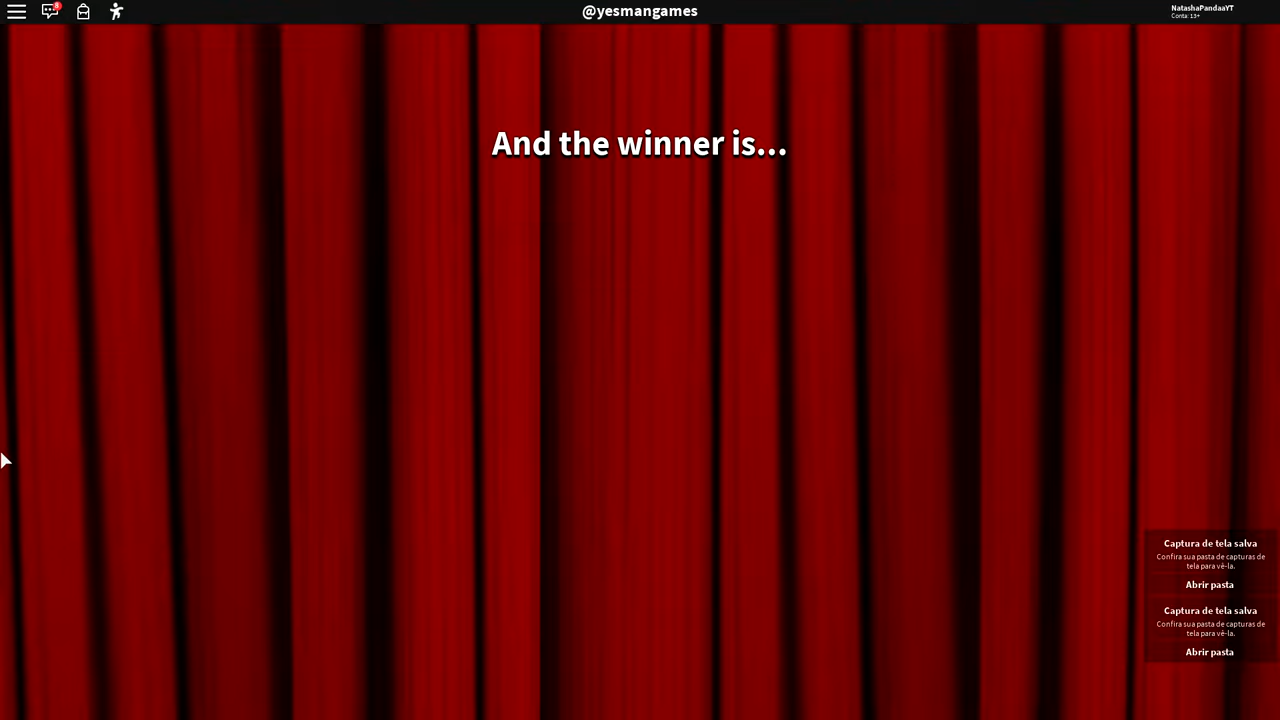 8
@yesmangames
NatashaPandaaYT
Conta: 13+
And the winner is...
Captura de tela salva
Confira sua pasta de capturas de
tela para vê-la.
Abrir pasta
Captura de tela salva
Confira sua pasta de capturas de
tela para vê-la.
Abrir pasta